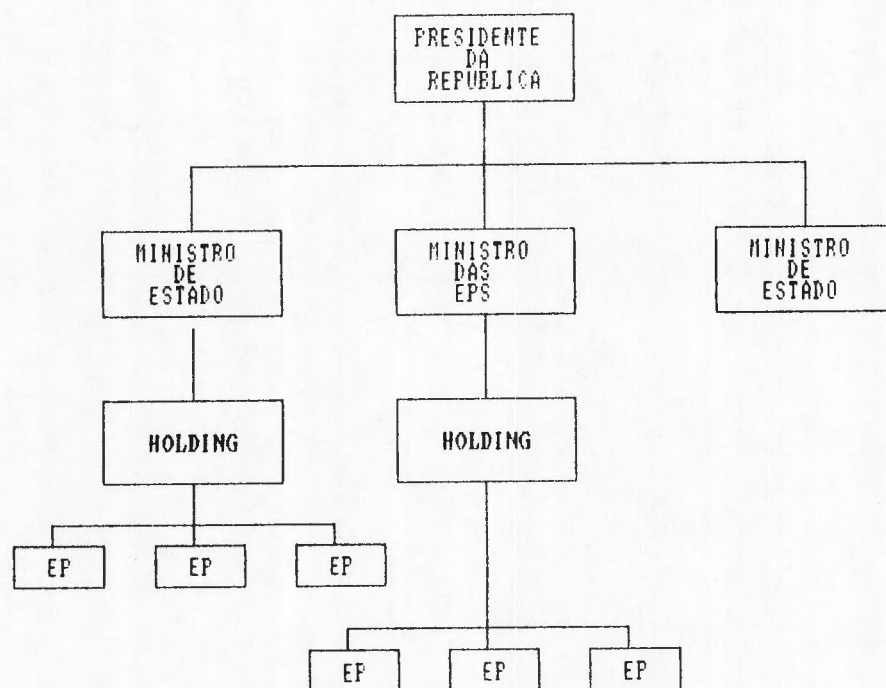 PRESIDENTE
DA
REPUBLICA
MINISTRO
DE
ESTADO
MINISTRO
DAS
EPS
MINISTRO
DE
ESTADO
HOLDING
HOLDING
EP
EP
EP
EP
EP
EP